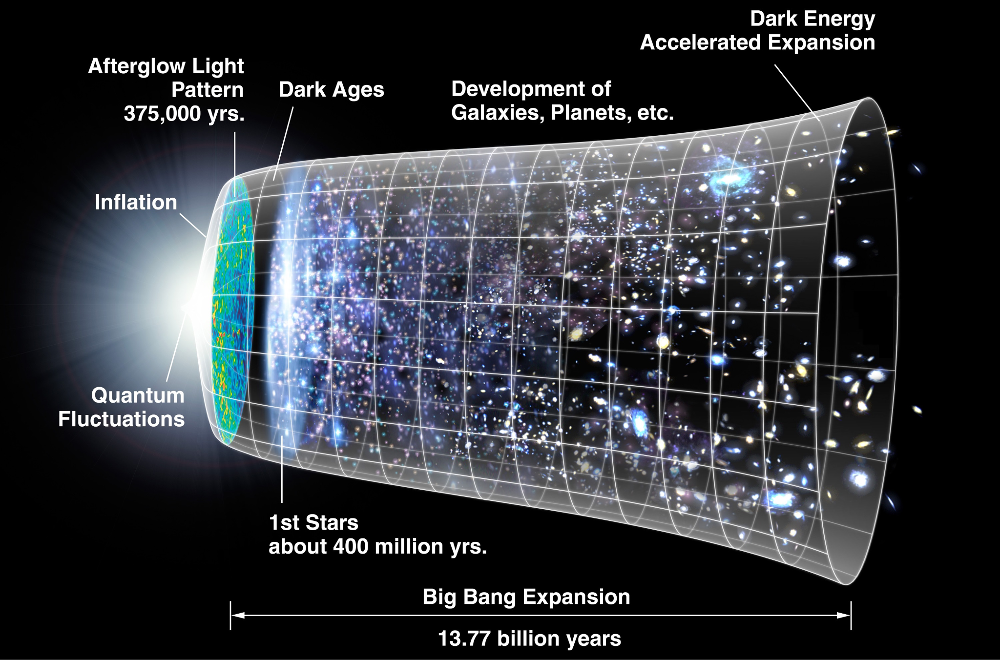 Dark Energy
Accelerated Expansion
Afterglow Light
Pattern
375,000 yrs.
Dark Ages
Development of
Galaxies, Planets, etc.
Inflation
Quantum
Fluctuations
1st Stars
about 400 million yrs.
Big Bang Expansion
13.77 billion years